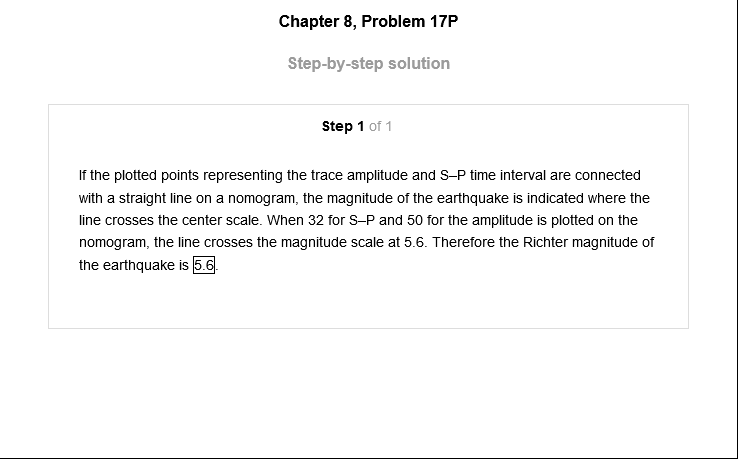 Chapter 8, Problem 17P
Step-by-step solution
Step 1 of 1
If the plotted points representing the trace amplitude and S–P time interval are connected
with a straight line on a nomogram, the magnitude of the earthquake is indicated where the
line crosses the center scale. When 32 for S–P and 50 for the amplitude is plotted on the
nomogram, the line crosses the magnitude scale at 5.6. Therefore the Richter magnitude of
the earthquake is 5.6.